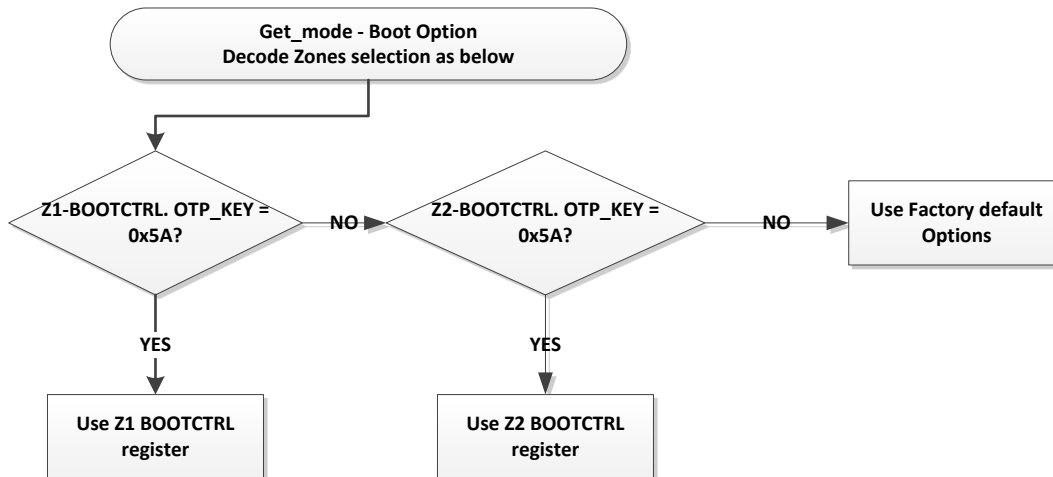 Get_mode - Boot Option
Decode Zones selection as below
Z1-BOOTCTRL. OTP_KEY =
0x5A?
NO
Z2-BOOTCTRL. OTP_KEY =
0x5A?
NO
Use Factory default
Options
YES
YES
Use Z1 BOOTCTRL
register
Use Z2 BOOTCTRL
register